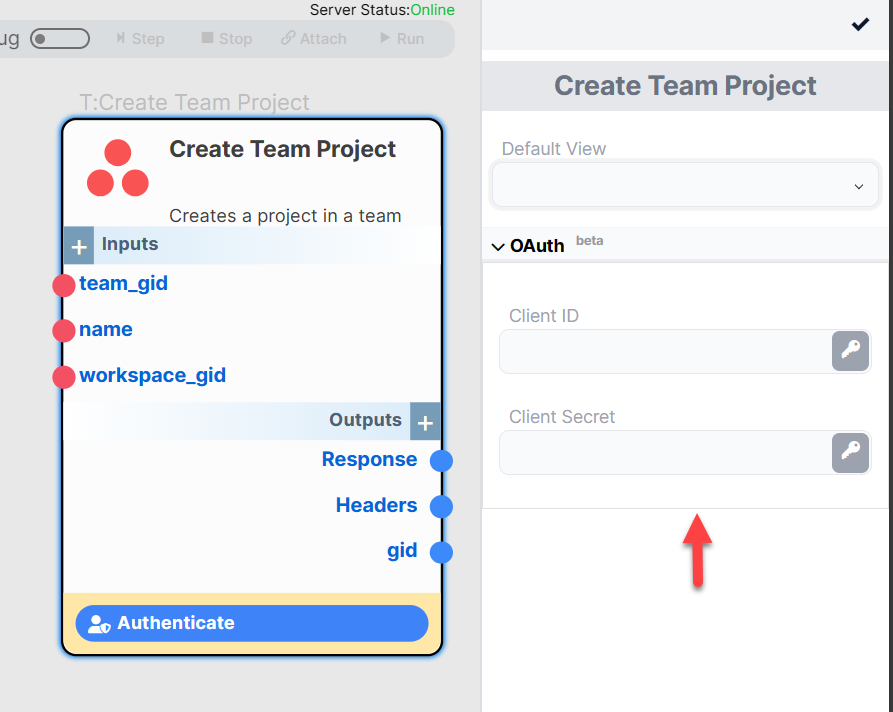 Server Status:Online
ug
Step
Stop
Attach
Run
T:Create Team Project
Create Team Project
Creates a project in a team
+ Inputs
team_gid
name
workspace_gid
Outputs +
Response
Headers
gid
Authenticate
Create Team Project
Default View
OAuth beta
Client ID
Client Secret